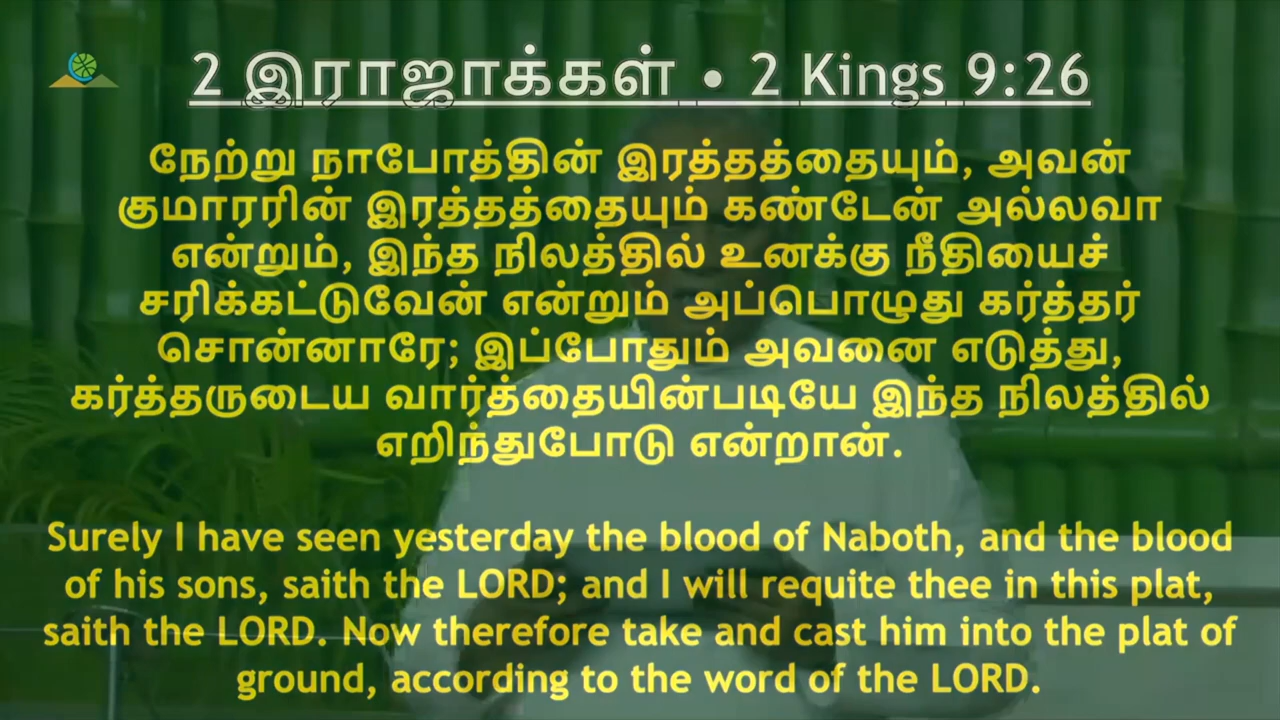 2 இராஜாக்கள் • 2 Kings 9:26
நேற்று நாபோத்தின் இரத்தத்தையும், அவன்
குமாரரின் இரத்தத்தையும் கண்டேன் அல்லவா
என்றும், இந்த நிலத்தில் உனக்கு நீதியைச்
சரிக்கட்டுவேன் என்றும் அப்பொழுது கர்த்தர்
சொன்னாரே; இப்போதும் அவனை எடுத்து,
கர்த்தருடைய வார்த்தையின்படியே இந்த நிலத்தில்
எறிந்துபோடு என்றான்.
Surely I have seen yesterday the blood of Naboth, and the blood
of his sons, saith the LORD; and I will requite thee in this plat,
saith the LORD. Now therefore take and cast him into the plat of
ground, according to the word of the LORD.